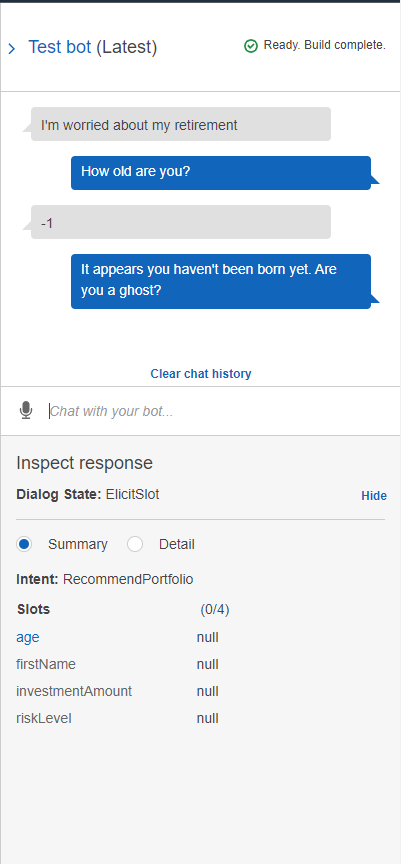 Test bot (Latest)
Ready. Build complete.
I'm worried about my retirement
How old are you?
-1
It appears you haven't been born yet. Are
you a ghost?
Clear chat history
Chat with your bot...
Inspect response
Dialog State: ElicitSlot
Hide
Summary
Detail
Intent: RecommendPortfolio
Slots (0/4)
age null
firstName null
investmentAmount null
riskLevel null